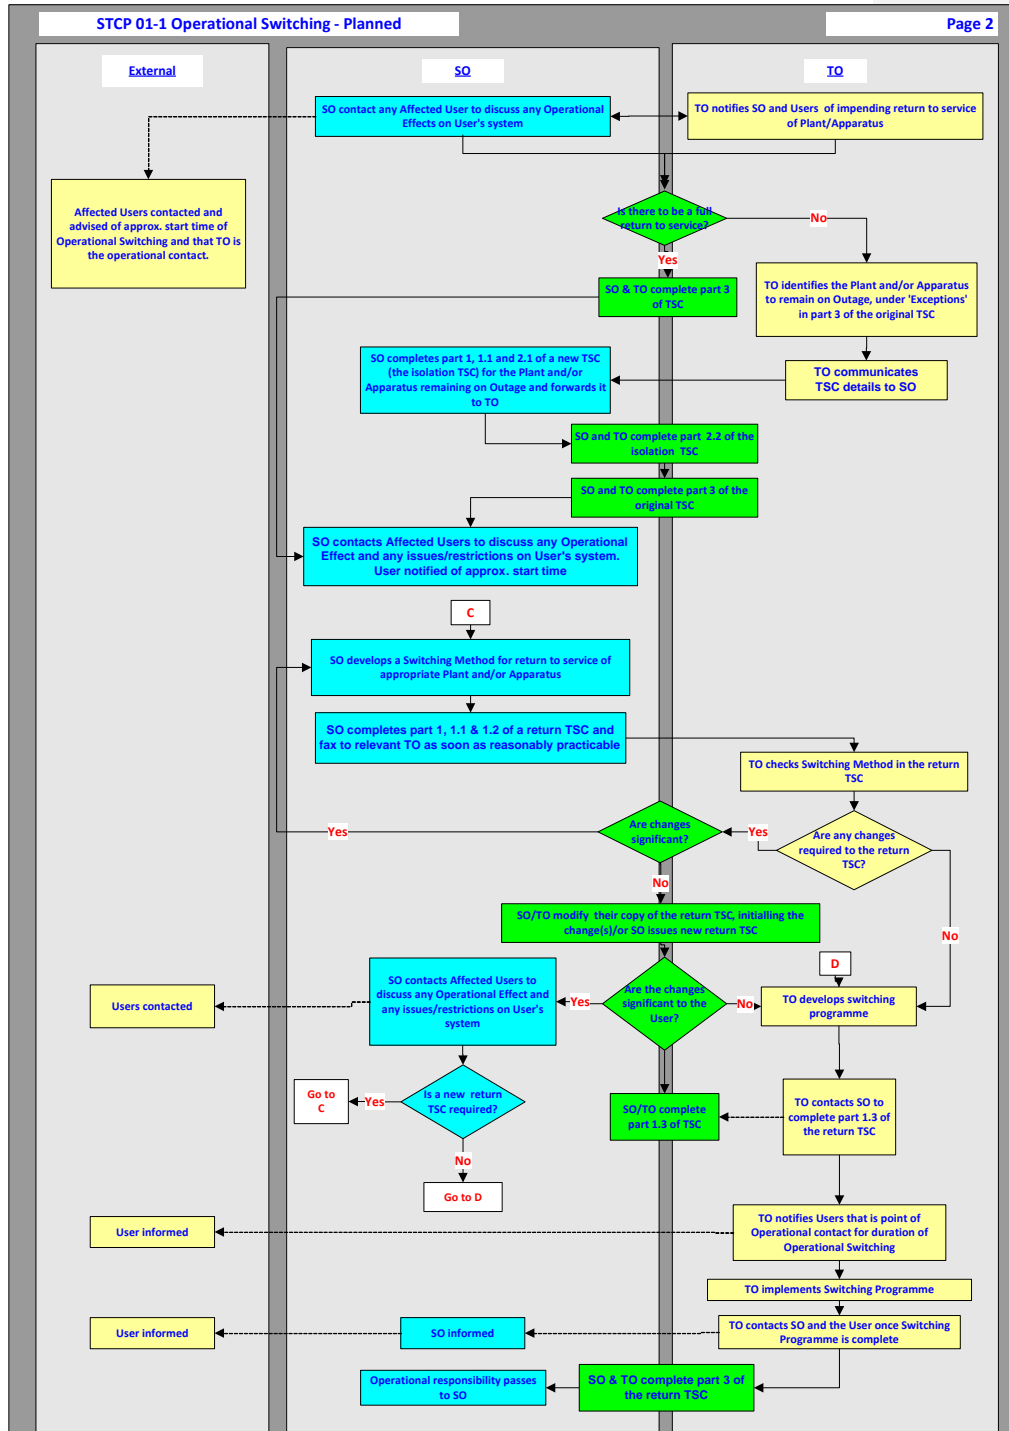 STCP 01-1 Operational Switching - Planned
Page 2
External
SO
TO
SO contact any Affected User to discuss any Operational
Effects on User's system
TO notifies SO and Users of impending return to service
of Plant/Apparatus
Affected Users contacted and
advised of approx. start time of
Operational Switching and that TO is
the operational contact.
Is there to be a full
return to service?
No
Yes
SO & TO complete part 3
of TSC
TO identifies the Plant and/or Apparatus
to remain on Outage, under 'Exceptions'
in part 3 of the original TSC
SO completes part 1, 1.1 and 2.1 of a new TSC
(the isolation TSC) for the Plant and/or
Apparatus remaining on Outage and forwards it
to TO
TO communicates
TSC details to SO
SO and TO complete part 2.2 of the
isolation TSC
SO and TO complete part 3 of the
original TSC
SO contacts Affected Users to discuss any Operational
Effect and any issues/restrictions on User's system.
User notified of approx. start time
C
SO develops a Switching Method for return to service of
appropriate Plant and/or Apparatus
SO completes part 1, 1.1 & 1.2 of a return TSC and
fax to relevant TO as soon as reasonably practicable
TO checks Switching Method in the return
TSC
Yes
Are changes
significant?
Yes
Are any changes
required to the return
TSC?
No
SO/TO modify their copy of the return TSC, initialling the
change(s)/or SO issues new return TSC
No
D
Users contacted
SO contacts Affected Users to
discuss any Operational Effect and
any issues/restrictions on User's
system
Yes
Are the changes
significant to the
User?
No
TO develops switching
programme
Go to
C
Yes
Is a new return
TSC required?
SO/TO complete
part 1.3 of TSC
TO contacts SO to
complete part 1.3 of
the return TSC
No
Go to D
User informed
TO notifies Users that is point of
Operational contact for duration of
Operational Switching
TO implements Switching Programme
User informed
SO informed
TO contacts SO and the User once Switching
Programme is complete
Operational responsibility passes
to SO
SO & TO complete part 3 of
the return TSC